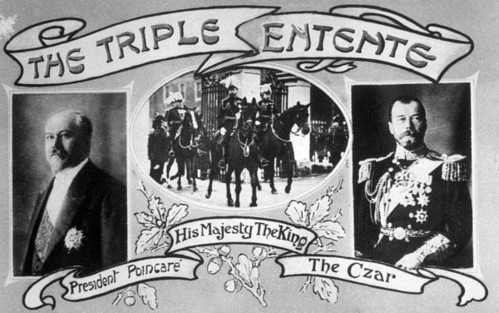 THE TRIPLE ENTENTE
His Majesty The King
President Poincaré
The Czar